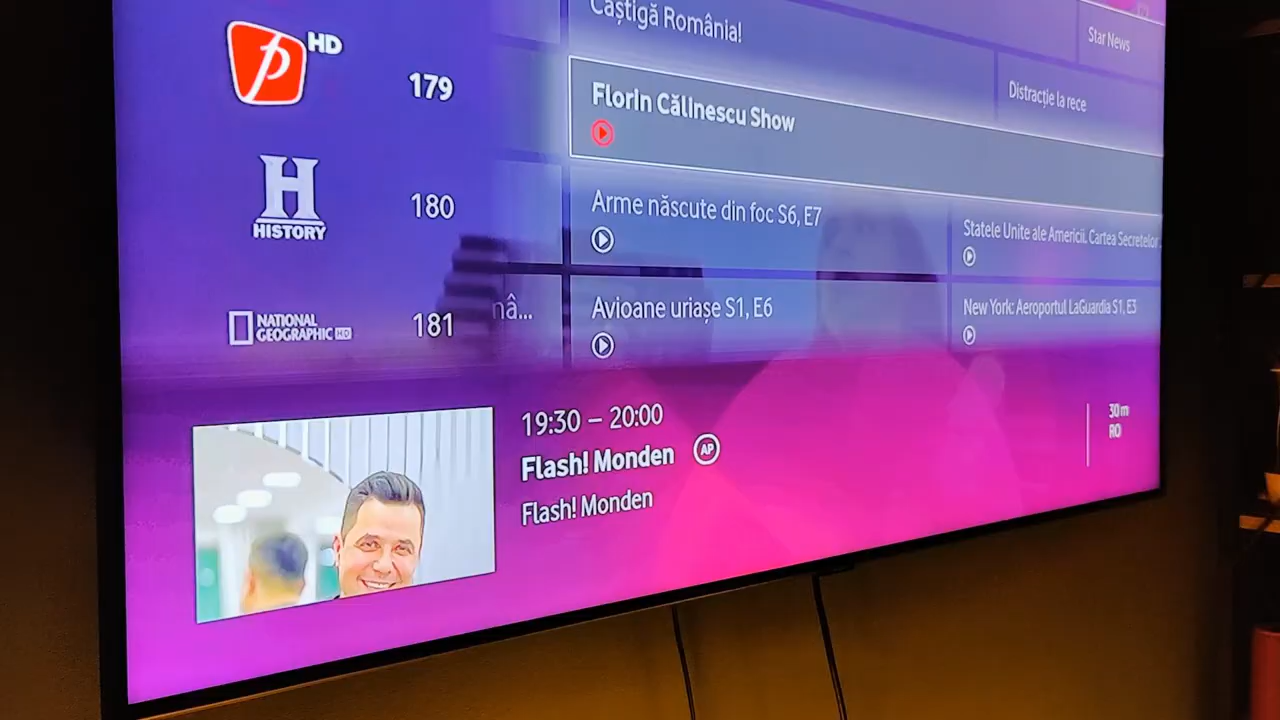 Câștigă România!
Star News
p HD
179
Florin Călinescu Show
Distracție la rece
H
HISTORY
180
Arme născute din foc S6, E7
Statele Unite ale Americii. Cartea Secretelor
NATIONAL
GEOGRAPHIC HD
181
nâ...
Avioane uriașe S1, E6
New York: Aeroportul LaGuardia S1, E3
19:30 – 20:00
Flash! Monden AP
Flash! Monden
30 m
RO